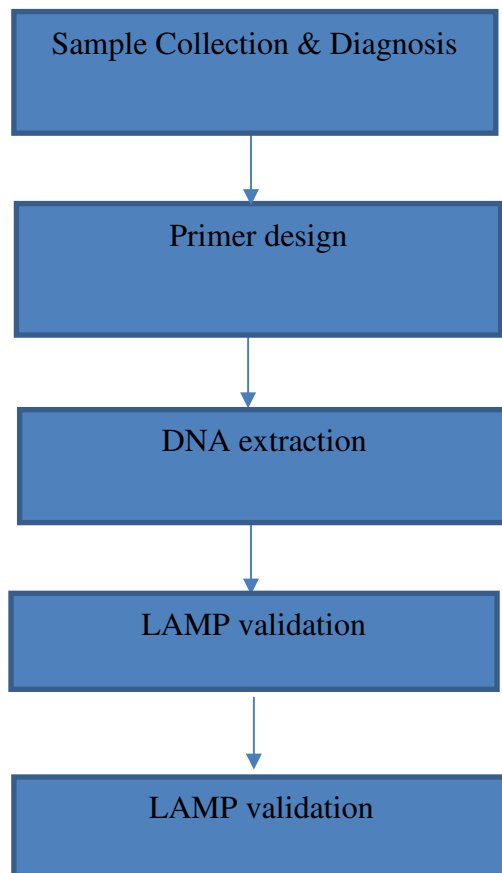 Sample Collection & Diagnosis
Primer design
DNA extraction
LAMP validation
LAMP validation